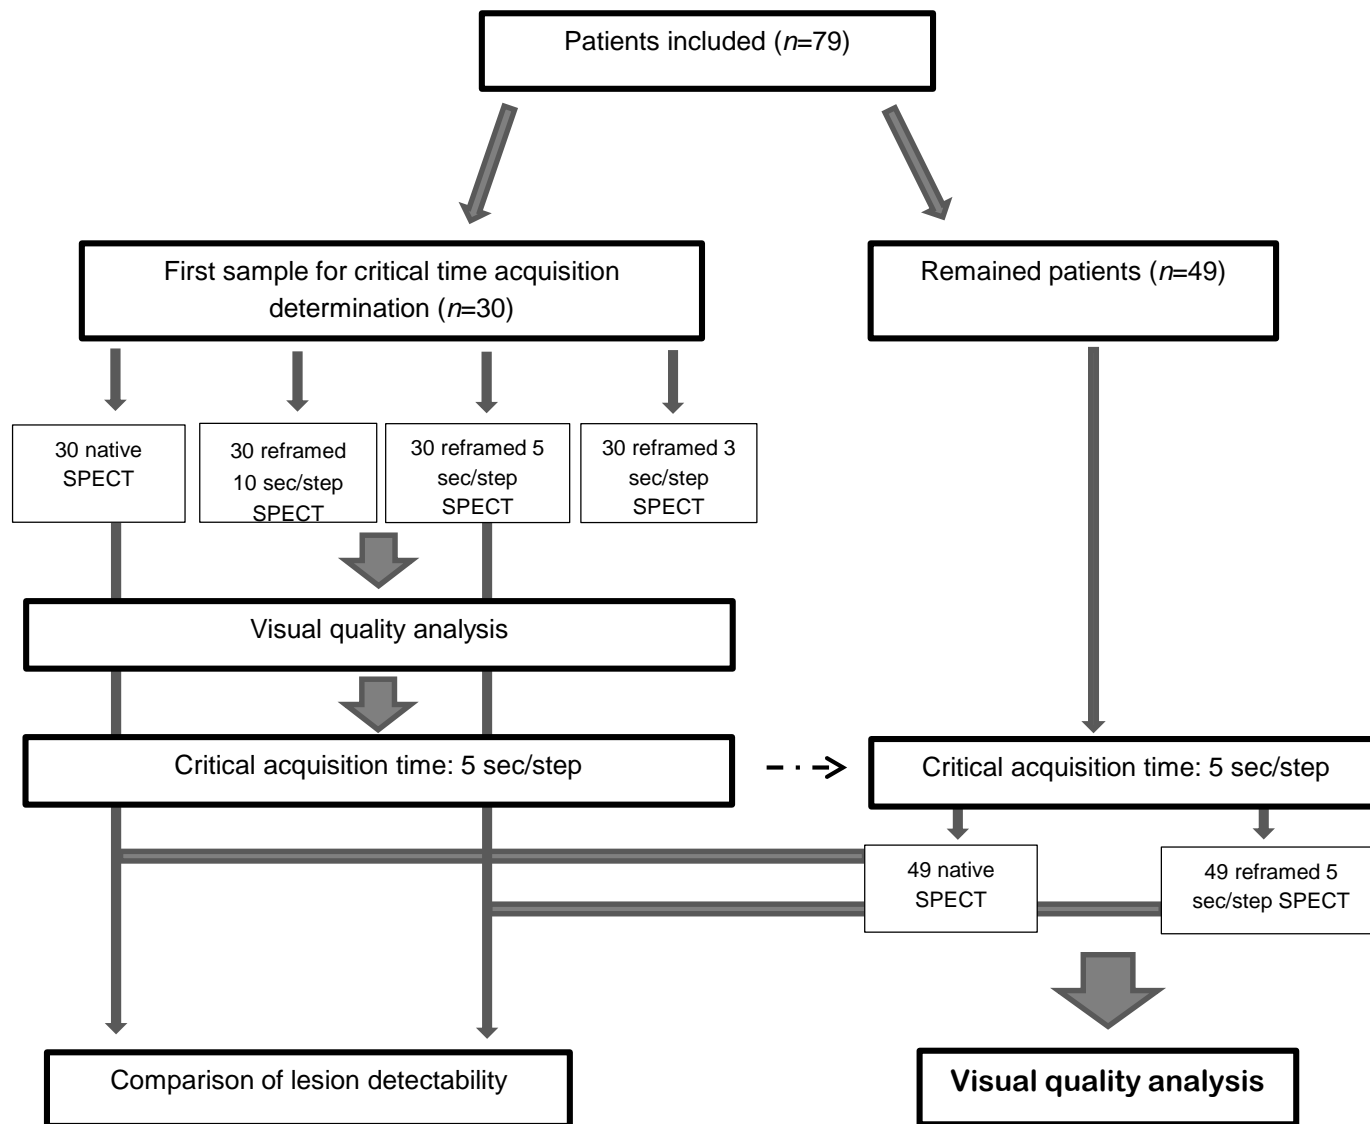 Patients included (n=79)
First sample for critical time acquisition
determination (n=30)
Remained patients (n=49)
30 native
SPECT
30 reframed
10 sec/step
SPECT
30 reframed 5
sec/step
SPECT
30 reframed 3
sec/step
SPECT
Visual quality analysis
Critical acquisition time: 5 sec/step
Critical acquisition time: 5 sec/step
49 native
SPECT
49 reframed 5
sec/step SPECT
Comparison of lesion detectability
Visual quality analysis